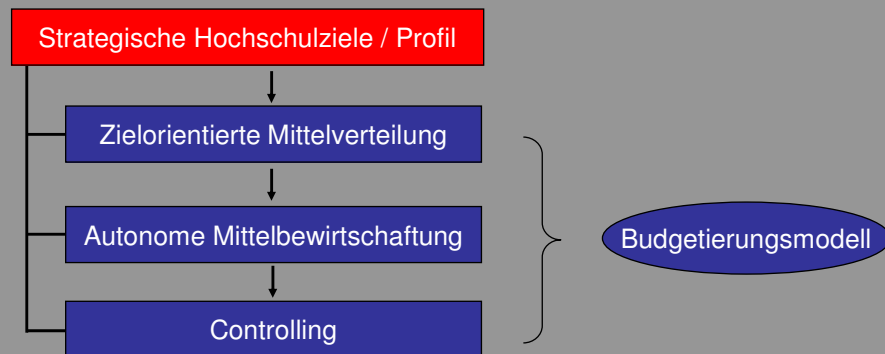 Strategische Hochschulziele / Profil
Zielorientierte Mittelverteilung
Autonome Mittelbewirtschaftung
Budgetierungsmodell
Controlling